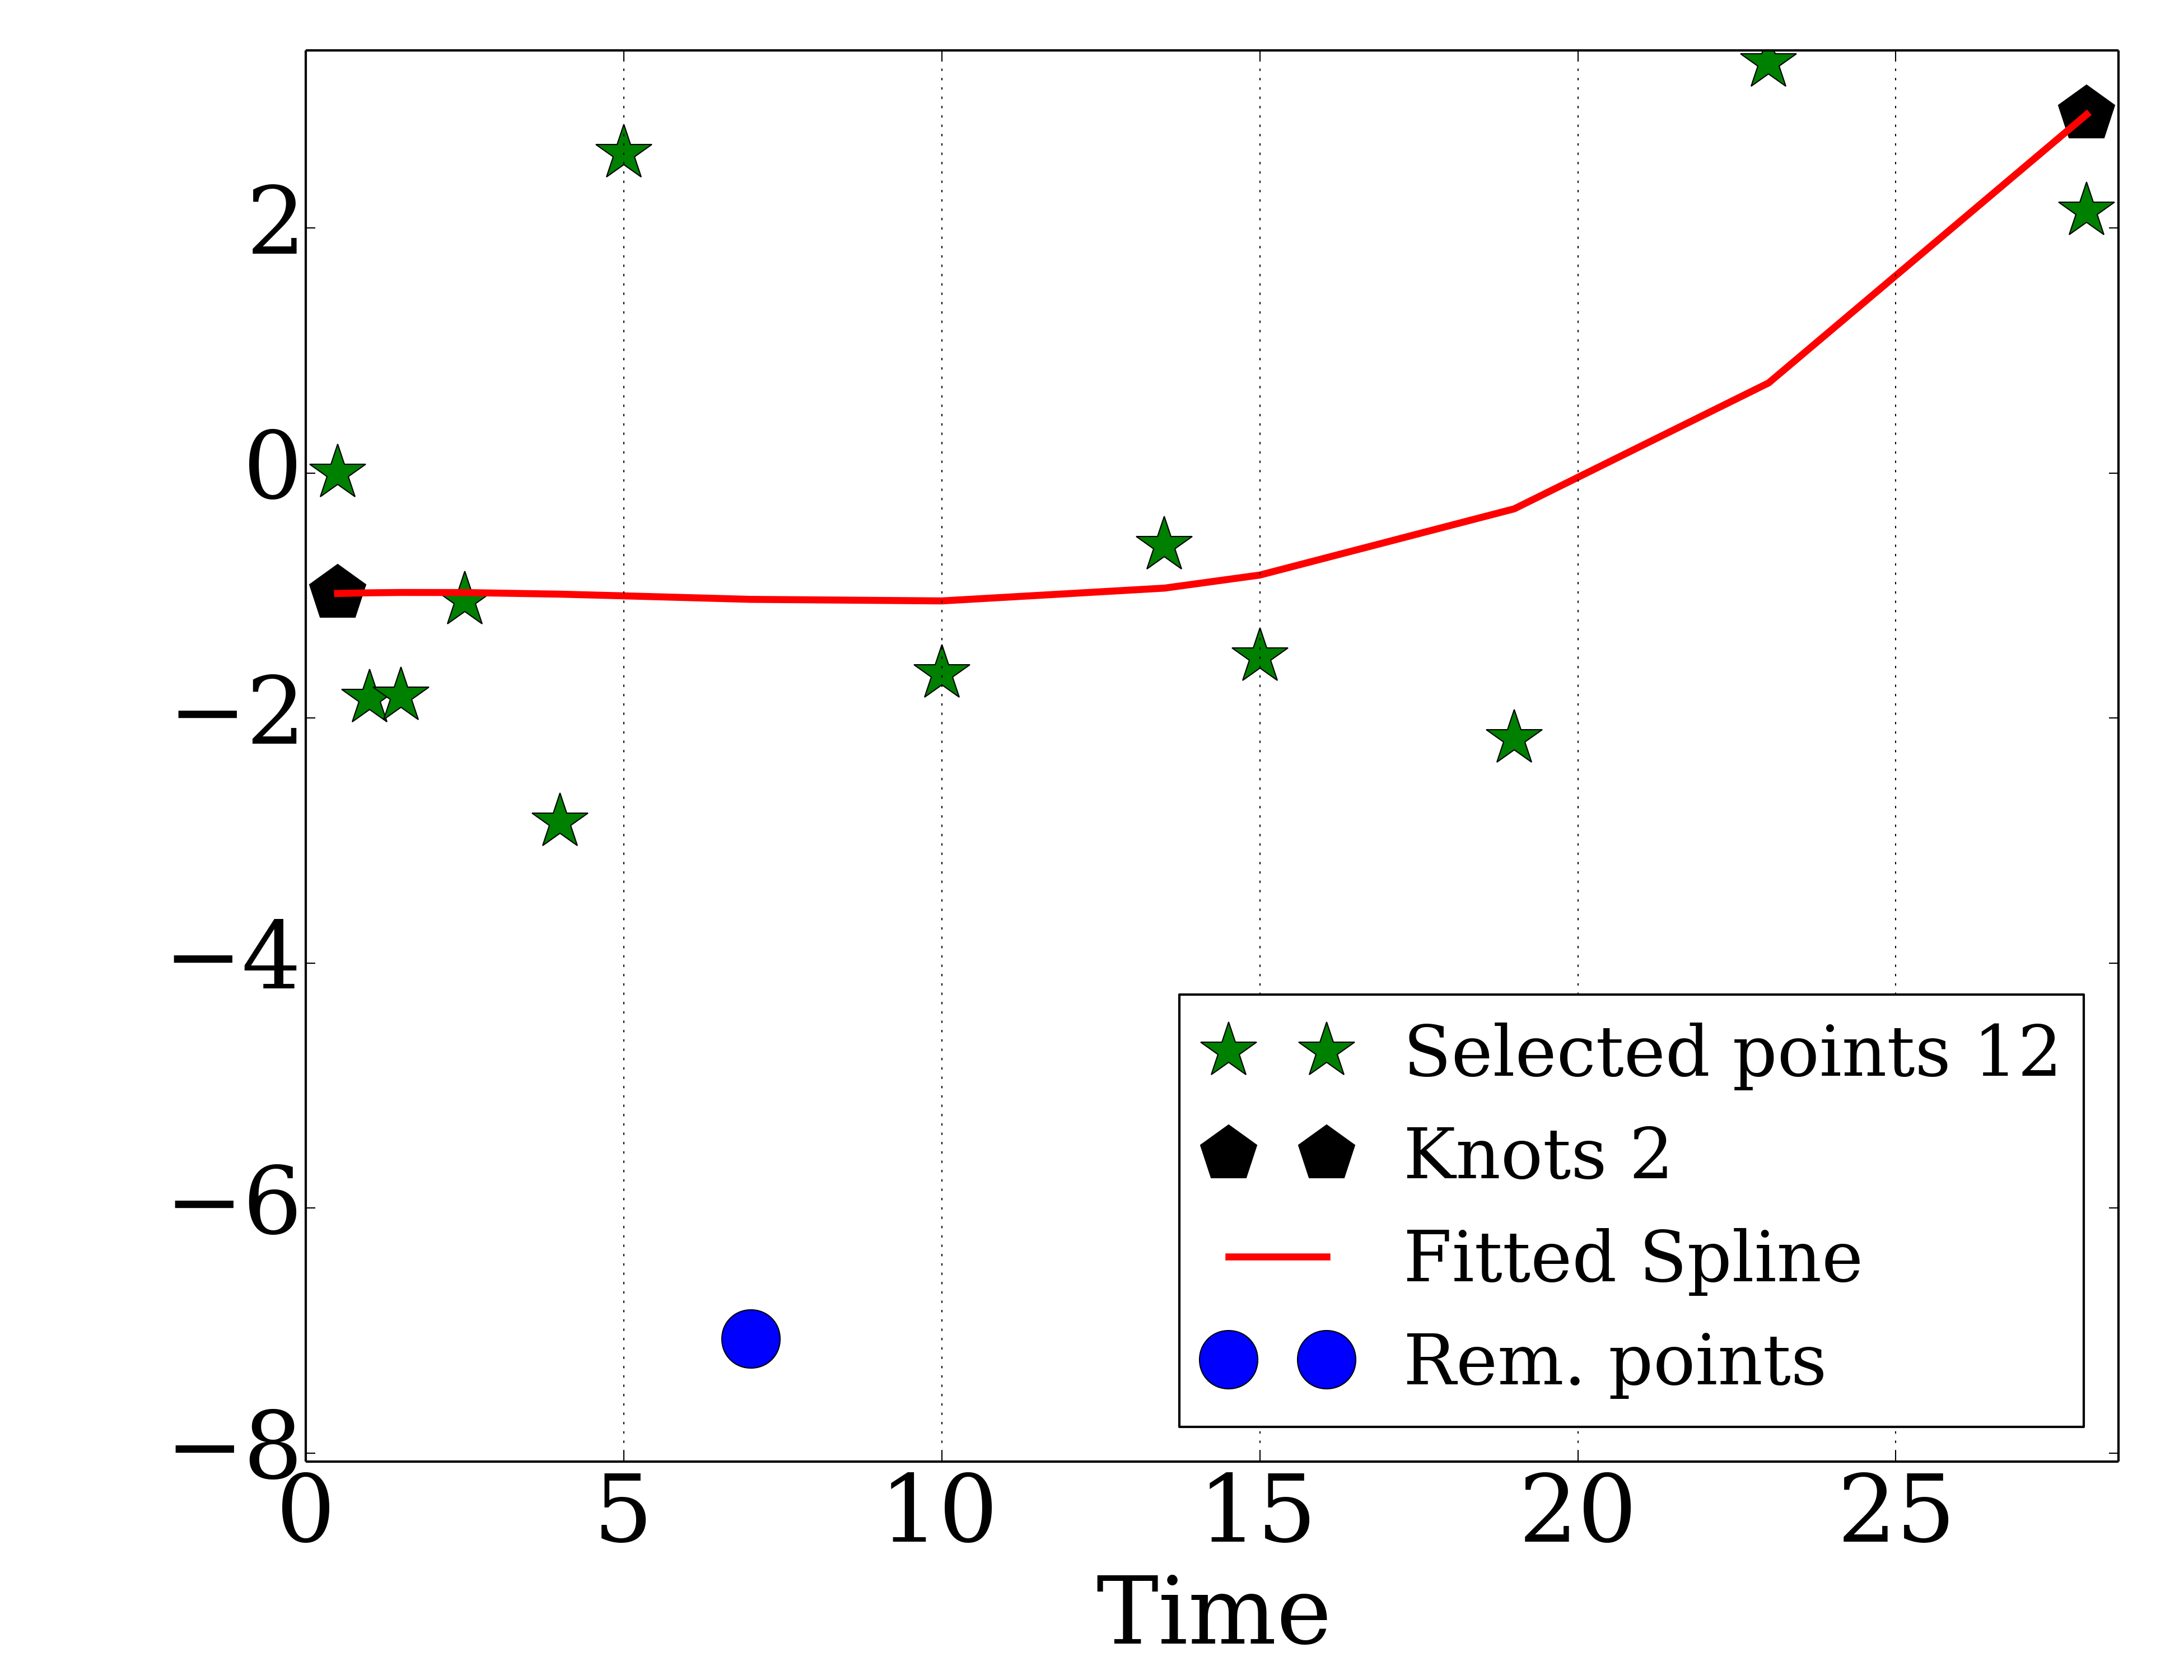 2
0
−2
−4
−6
−8
0 5 10 15 20 25
Time
Selected points 12
Knots 2
Fitted Spline
Rem. points